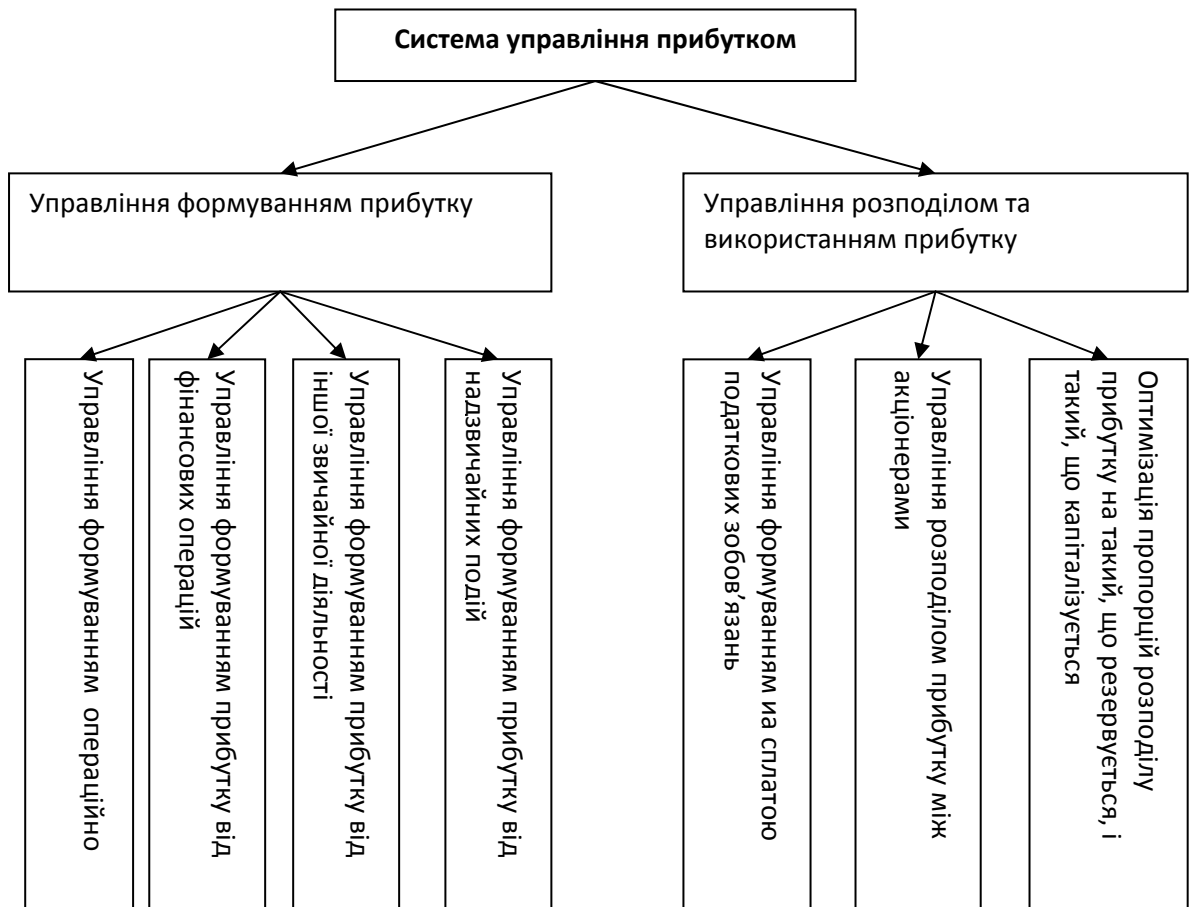 Система управління прибутком
Управління формуванням прибутку
Управління розподілом та
використанням прибутку
Управління формуванням операційно
Управління формуванням прибутку від
фінансових операцій
Управління формуванням прибутку від
іншої звичайної діяльності
Управління формуванням прибутку від
надзвичайних подій
Управління формуванням иа сплатою
податкових зобов’язань
Управління розподілом прибутку між
акціонерами
Оптимізація пропорцій розподілу
прибутку на такий, що резервується, і
такий, що капіталізується